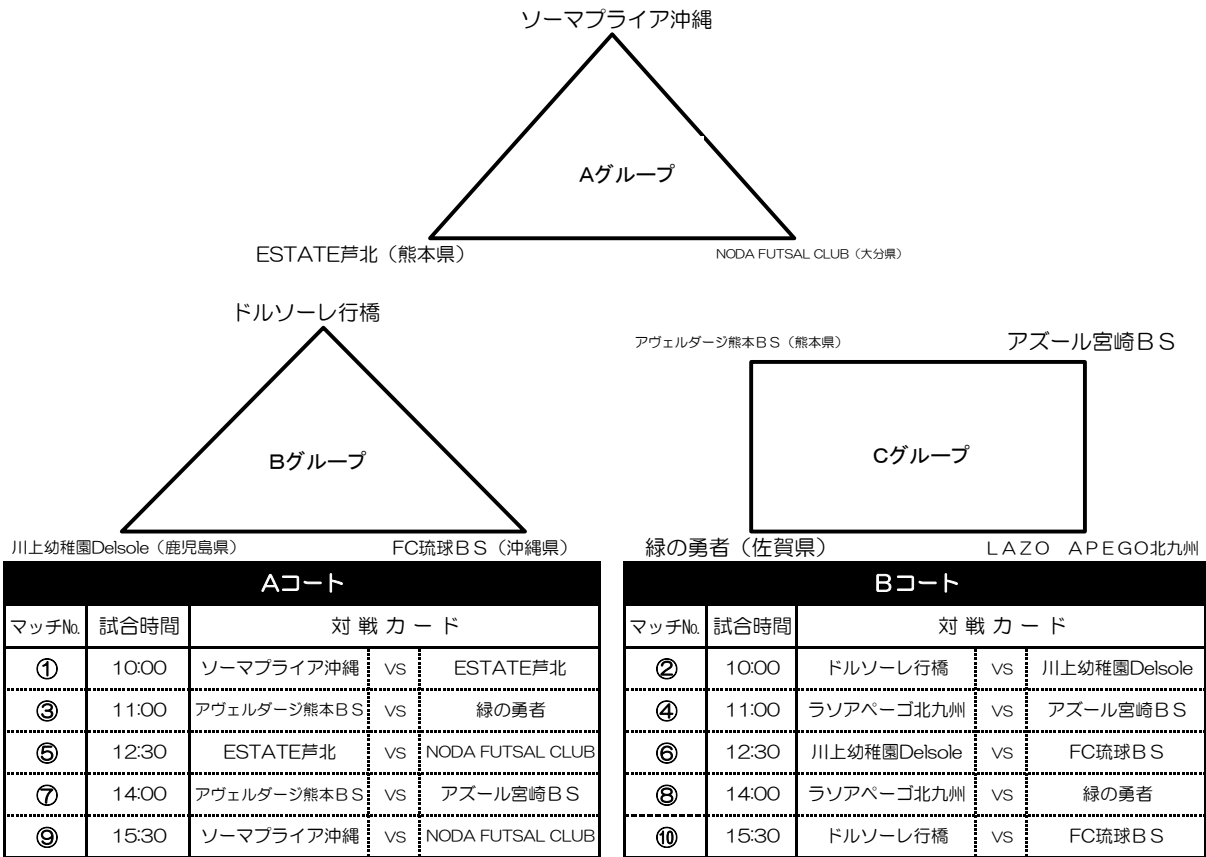 ソーマプライア沖縄
Aグループ
ESTATE芦北（熊本県）
NODA FUTSAL CLUB（大分県）
ドルソーレ行橋
Bグループ
川上幼稚園Delsole（鹿児島県）
FC琉球ＢＳ（沖縄県）
アヴェルダージ熊本ＢＳ（熊本県）
アズール宮崎ＢＳ
Cグループ
緑の勇者（佐賀県）
ＬＡＺＯ　ＡＰＥＧＯ北九州
Aコート
マッチNo. 試合時間 対 戦 カ ー ド
① 10:00 ソーマプライア沖縄 vs ESTATE芦北
③ 11:00 アヴェルダージ熊本ＢＳ vs 緑の勇者
⑤ 12:30 ESTATE芦北 vs NODA FUTSAL CLUB
⑦ 14:00 アヴェルダージ熊本ＢＳ vs アズール宮崎ＢＳ
⑨ 15:30 ソーマプライア沖縄 vs NODA FUTSAL CLUB
Bコート
マッチNo. 試合時間 対 戦 カ ー ド
② 10:00 ドルソーレ行橋 vs 川上幼稚園Delsole
④ 11:00 ラソアペーゴ北九州 vs アズール宮崎ＢＳ
⑥ 12:30 川上幼稚園Delsole vs FC琉球ＢＳ
⑧ 14:00 ラソアペーゴ北九州 vs 緑の勇者
⑩ 15:30 ドルソーレ行橋 vs FC琉球ＢＳ